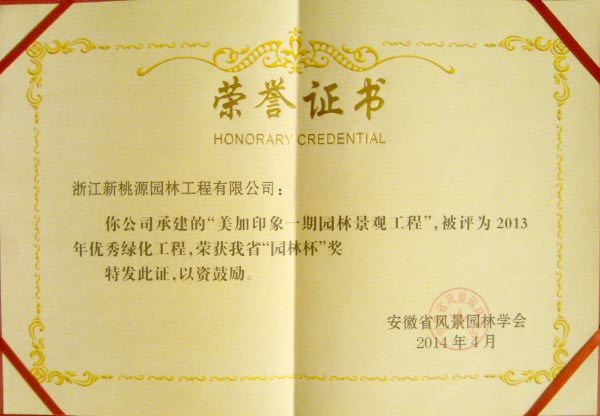 荣誉证书
HONORARY CREDENTIAL
浙江新桃源园林工程有限公司：
你公司承建的“美加印象一期园林景观工程”，被评为2013
年优秀绿化工程，荣获我省“园林杯”奖
特发此证，以资鼓励。
安徽省风景园林学会
2014年4月